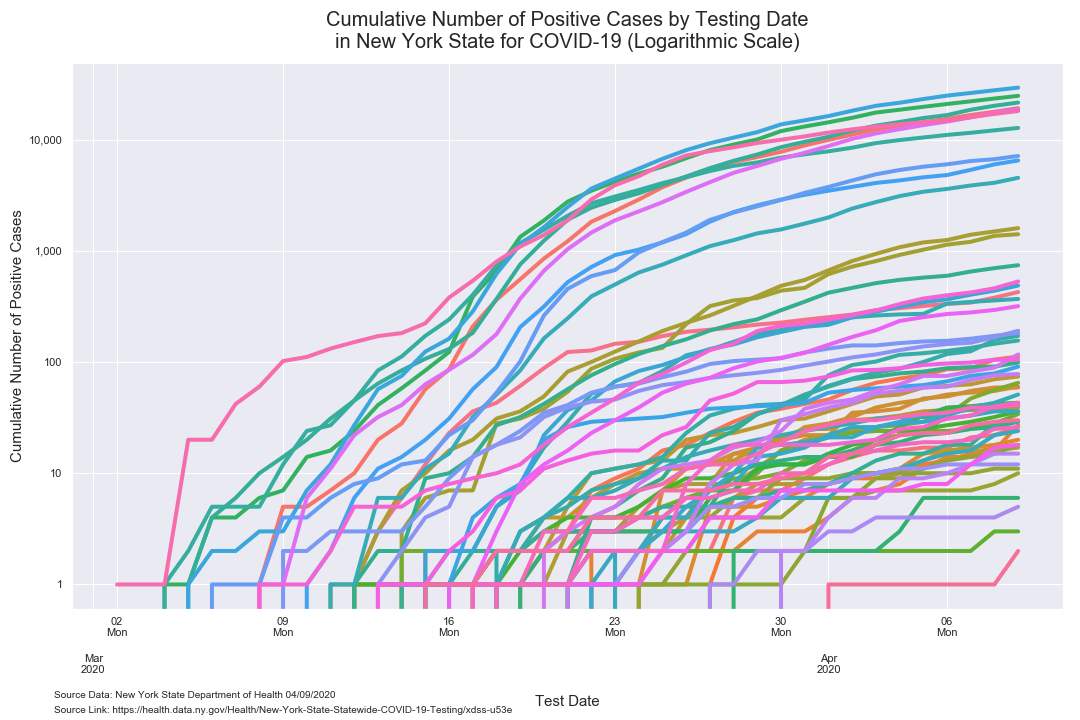 Cumulative Number of Positive Cases by Testing Date
in New York State for COVID-19 (Logarithmic Scale)
Cumulative Number of Positive Cases
10,000
1,000
100
10
1
02 09 16 23 30 06
Mon Mon Mon Mon Mon Mon
Mar Apr
2020 2020
Source Data: New York State Department of Health 04/09/2020
Test Date
Source Link: https://health.data.ny.gov/Health/New-York-State-Statewide-COVID-19-Testing/xdss-u53e